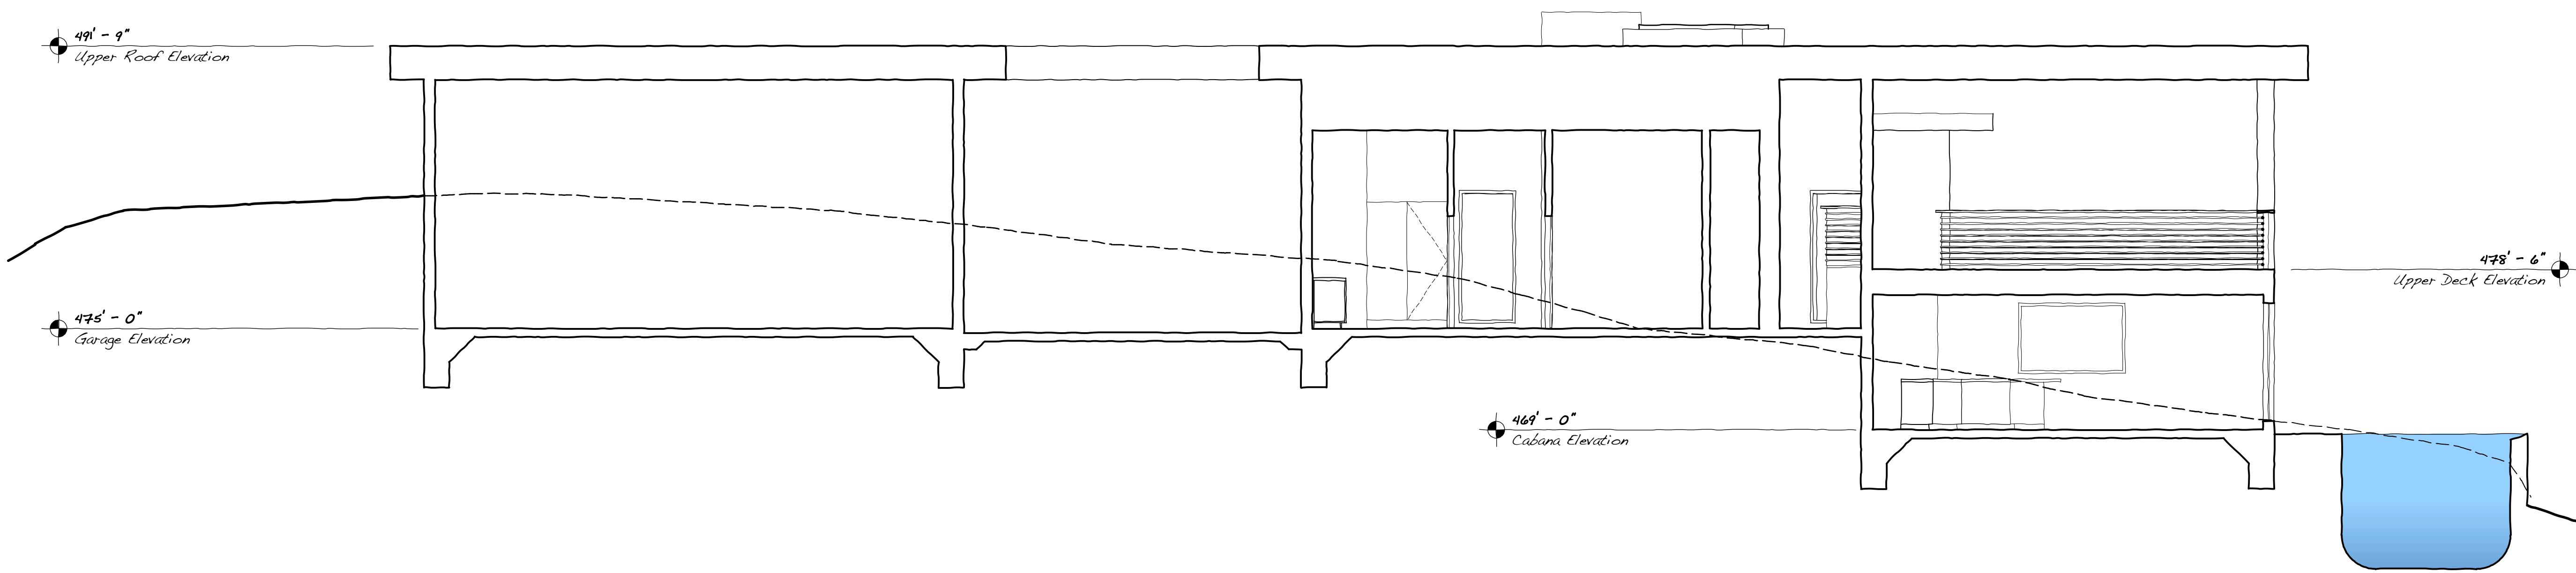 491' - 9"
Upper Roof Elevation
475' - 0"
Garage Elevation
478' - 6"
Upper Deck Elevation
469' - 0"
Cabana Elevation